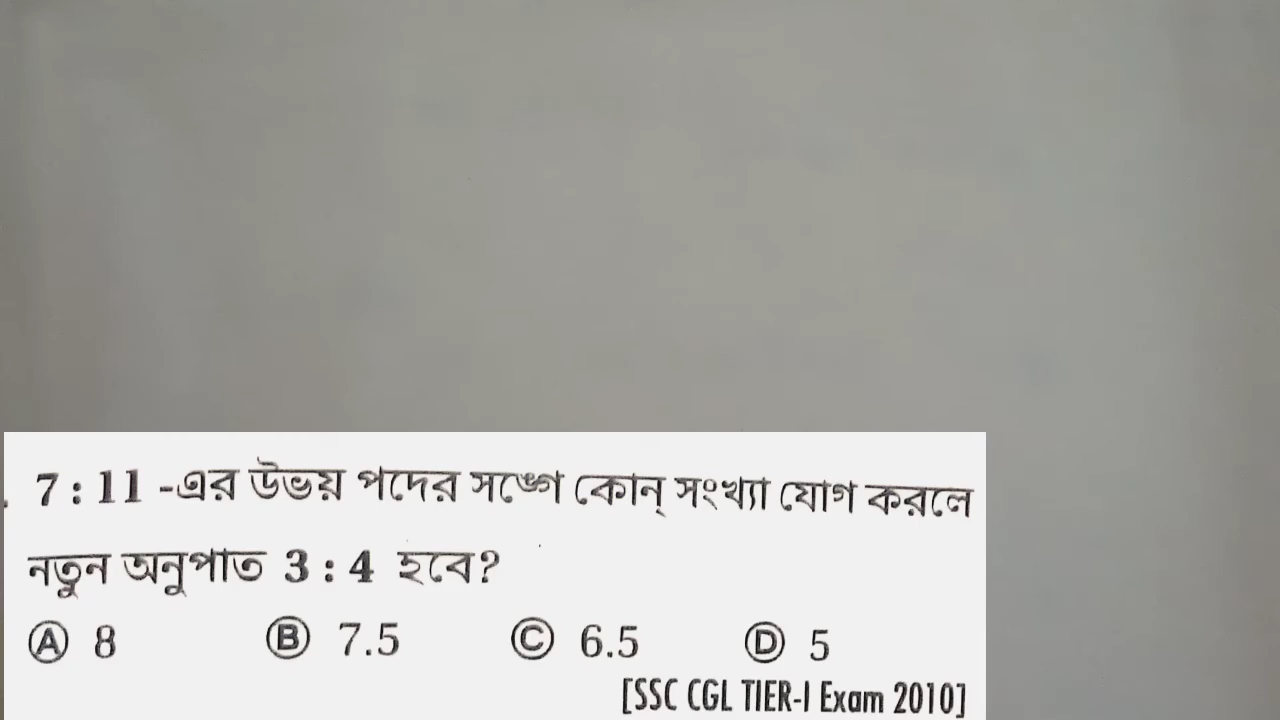 7 : 11 -এর উভয় পদের সঙ্গে কোন্ সংখ্যা যোগ করলে
নতুন অনুপাত 3 : 4 হবে?
Ⓐ 8 Ⓑ 7.5 Ⓒ 6.5 Ⓓ 5
[SSC CGL TIER-I Exam 2010]